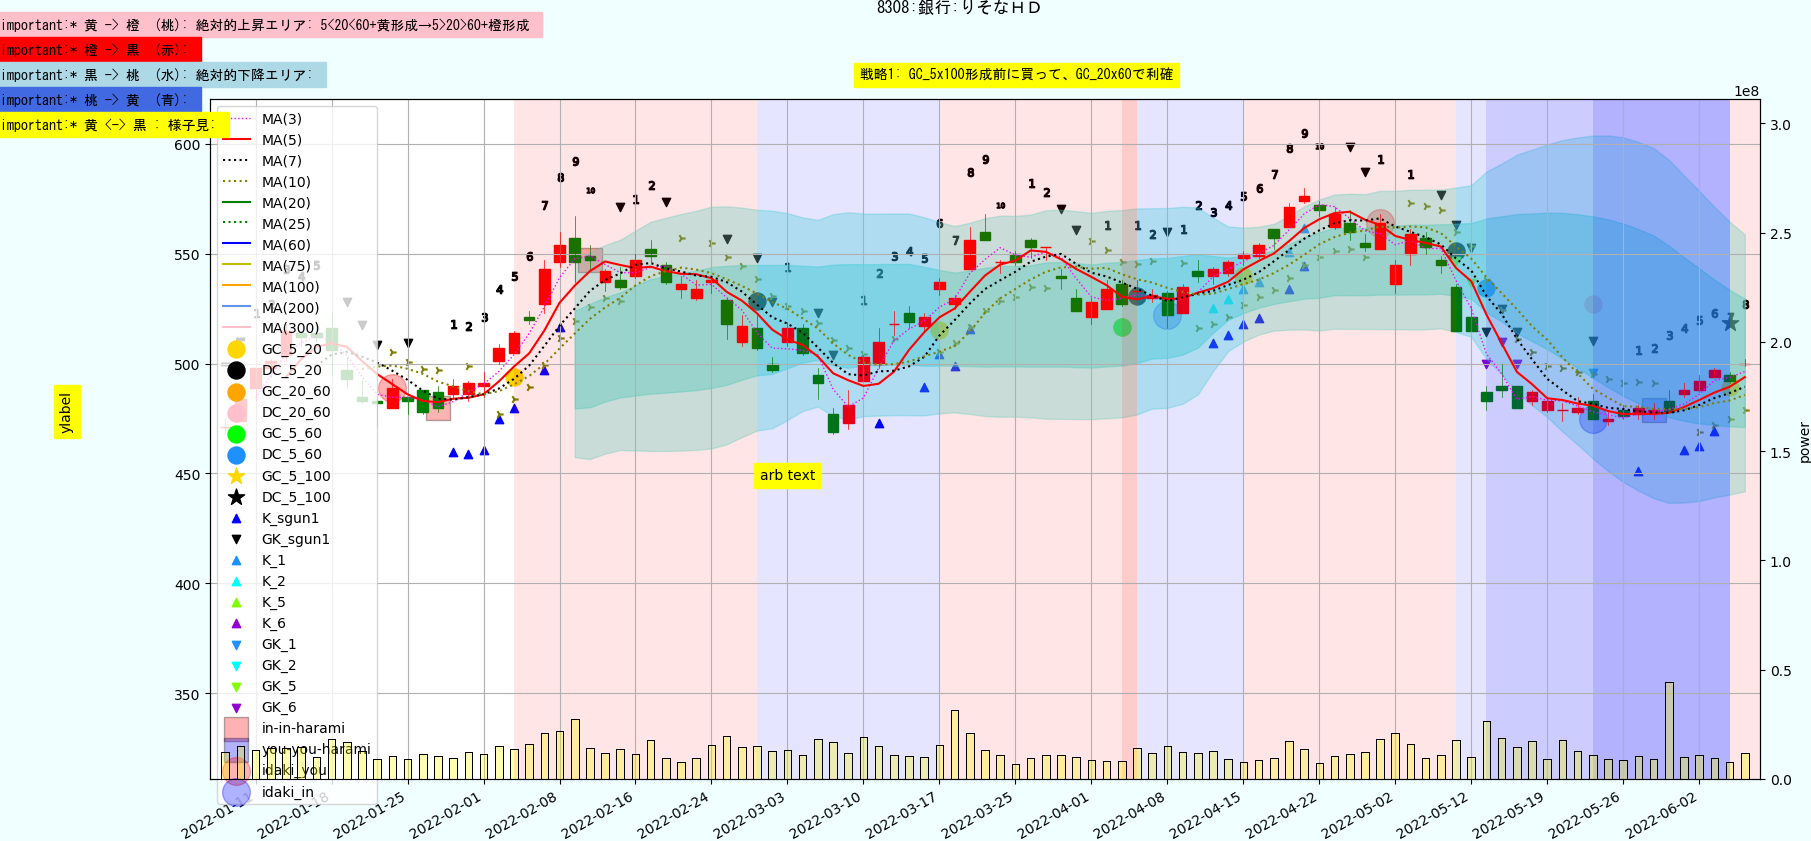 8308:銀行:りそなHD
important:* 黄 -> 橙 (桃): 絶対的上昇エリア: 5<20<60+黄形成→5>20>60+橙形成
important:* 橙 -> 黒 (赤):
important:* 黒 -> 桃 (水): 絶対的下降エリア:
important:* 桃 -> 黄 (青):
important:* 黄 <-> 黒 : 様子見:
戦略1: GC_5x100形成前に買って、GC_20x60で利確
1e8
MA(3)
MA(5)
MA(7)
MA(10)
MA(20)
MA(25)
MA(60)
MA(75)
MA(100)
MA(200)
MA(300)
GC_5_20
DC_5_20
GC_20_60
DC_20_60
GC_5_60
DC_5_60
GC_5_100
DC_5_100
K_sgun1
GK_sgun1
K_1
K_2
K_5
K_6
GK_1
GK_2
GK_5
GK_6
in-in-harami
you-you-harami
idaki_you
idaki_in
600
550
500
450
400
350
ylabel
arb text
3.0
2.5
2.0
1.5
1.0
0.5
0.0
power
2022-01-11
2022-01-18
2022-01-25
2022-02-01
2022-02-08
2022-02-16
2022-02-24
2022-03-03
2022-03-10
2022-03-17
2022-03-25
2022-04-01
2022-04-08
2022-04-15
2022-04-22
2022-05-02
2022-05-12
2022-05-19
2022-05-26
2022-06-02